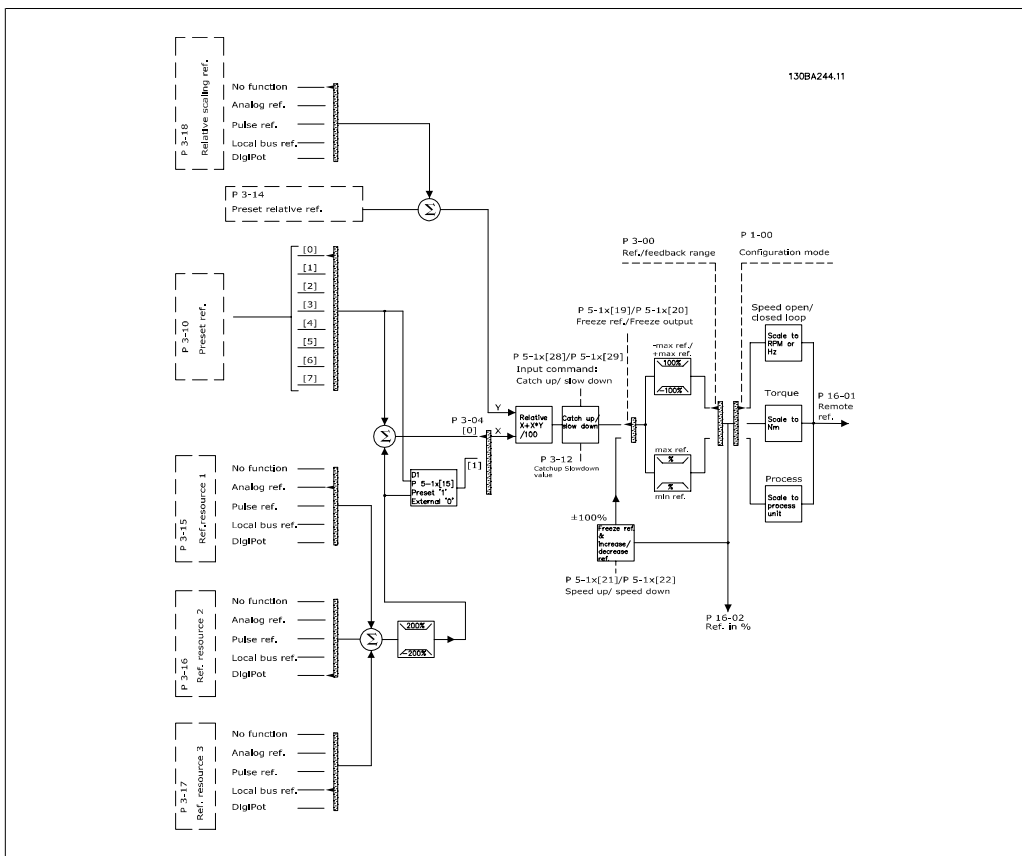 130BA244.11
P 3-18
Relative scaling ref.
No function
Analog ref.
Pulse ref.
Local bus ref.
DigiPot
P 3-14
Preset relative ref.
Σ
P 3-10
Preset ref.
[0]
[1]
[2]
[3]
[4]
[5]
[6]
[7]
Σ
P 3-04
[0]
[1]
D1
P 5-1x[15]
Preset '1'
External '0'
Y
X
Relative
X+X*Y
/100
P 5-1x[28]/P 5-1x[29]
Input command:
Catch up/ slow down
Catch up/
slow down
P 3-12
Catchup Slowdown
value
P 5-1x[19]/P 5-1x[20]
Freeze ref./Freeze output
±100%
Freeze ref.
&
increase/
decrease
ref.
P 5-1x[21]/P 5-1x[22]
Speed up/ speed down
P 3-00
Ref./feedback range
-max ref./
+max ref.
100%
-100%
max ref.
%
%
min ref.
P 1-00
Configuration mode
Speed open/
closed loop
Scale to
RPM or
Hz
Torque
Scale to
Nm
Process
Scale to
process
unit
P 16-01
Remote
ref.
P 16-02
Ref. in %
P 3-15
Ref.resource 1
No function
Analog ref.
Pulse ref.
Local bus ref.
DigiPot
P 3-16
Ref. resource 2
No function
Analog ref.
Pulse ref.
Local bus ref.
DigiPot
Σ
200%
-200%
P 3-17
Ref. resource 3
No function
Analog ref.
Pulse ref.
Local bus ref.
DigiPot